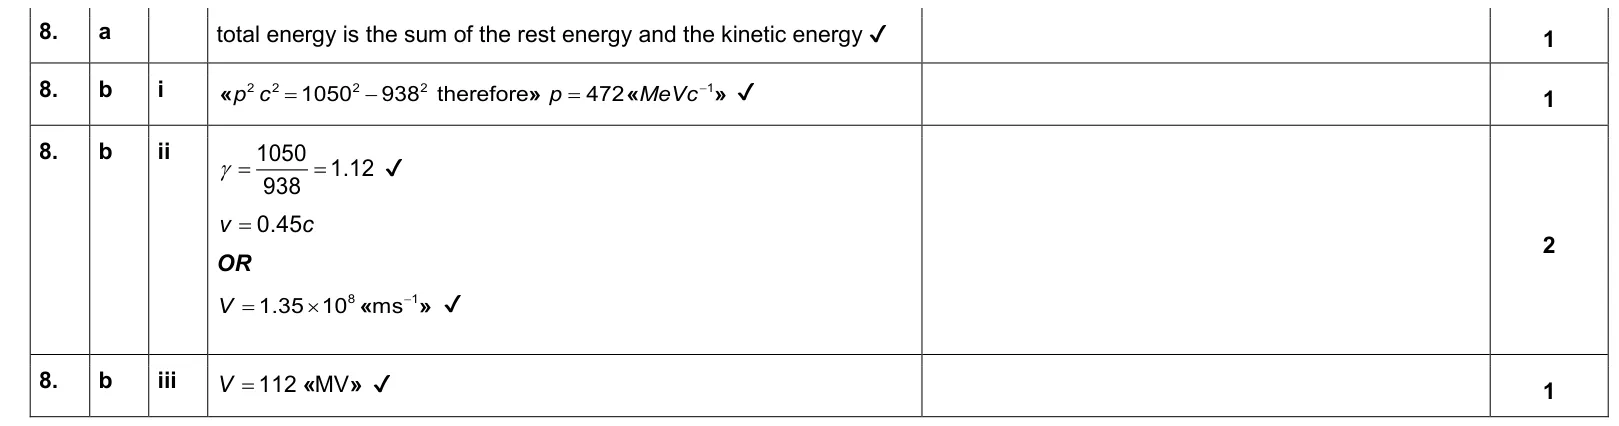 8. a total energy is the sum of the rest energy and the kinetic energy ✓ 1
8. b i «p² c² = 1050² − 938² therefore» p = 472 «MeVc⁻¹» ✓ 1
8. b ii γ = 1050/938 = 1.12 ✓
v = 0.45c
OR
V = 1.35 × 10⁸ «ms⁻¹» ✓
2
8. b iii V = 112 «MV» ✓ 1